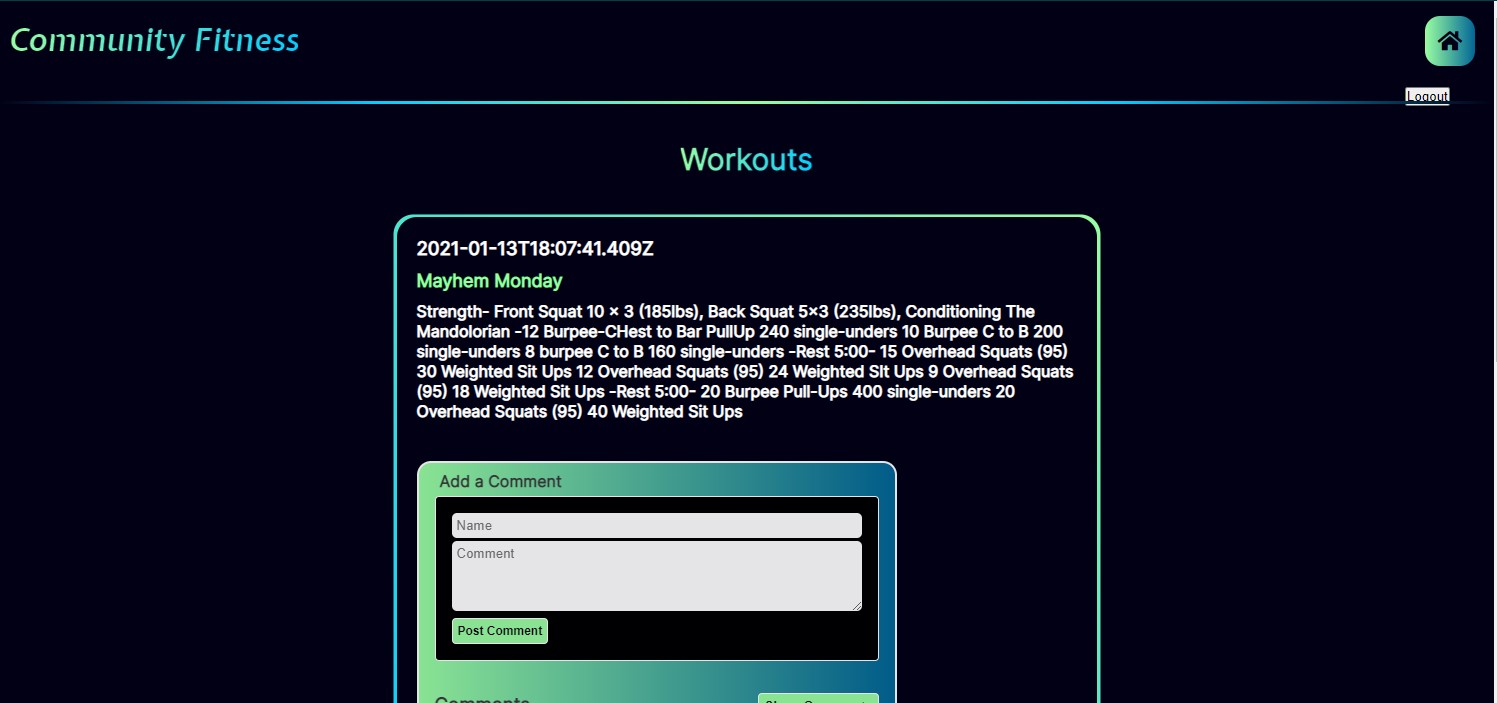 Community Fitness
Logout
Workouts
2021-01-13T18:07:41.409Z
Mayhem Monday
Strength- Front Squat 10 x 3 (185lbs), Back Squat 5x3 (235lbs), Conditioning The
Mandolorian -12 Burpee-CHest to Bar PullUp 240 single-unders 10 Burpee C to B 200
single-unders 8 burpee C to B 160 single-unders -Rest 5:00- 15 Overhead Squats (95)
30 Weighted Sit Ups 12 Overhead Squats (95) 24 Weighted SIt Ups 9 Overhead Squats
(95) 18 Weighted Sit Ups -Rest 5:00- 20 Burpee Pull-Ups 400 single-unders 20
Overhead Squats (95) 40 Weighted Sit Ups
Add a Comment
Name
Comment
Post Comment
Comments